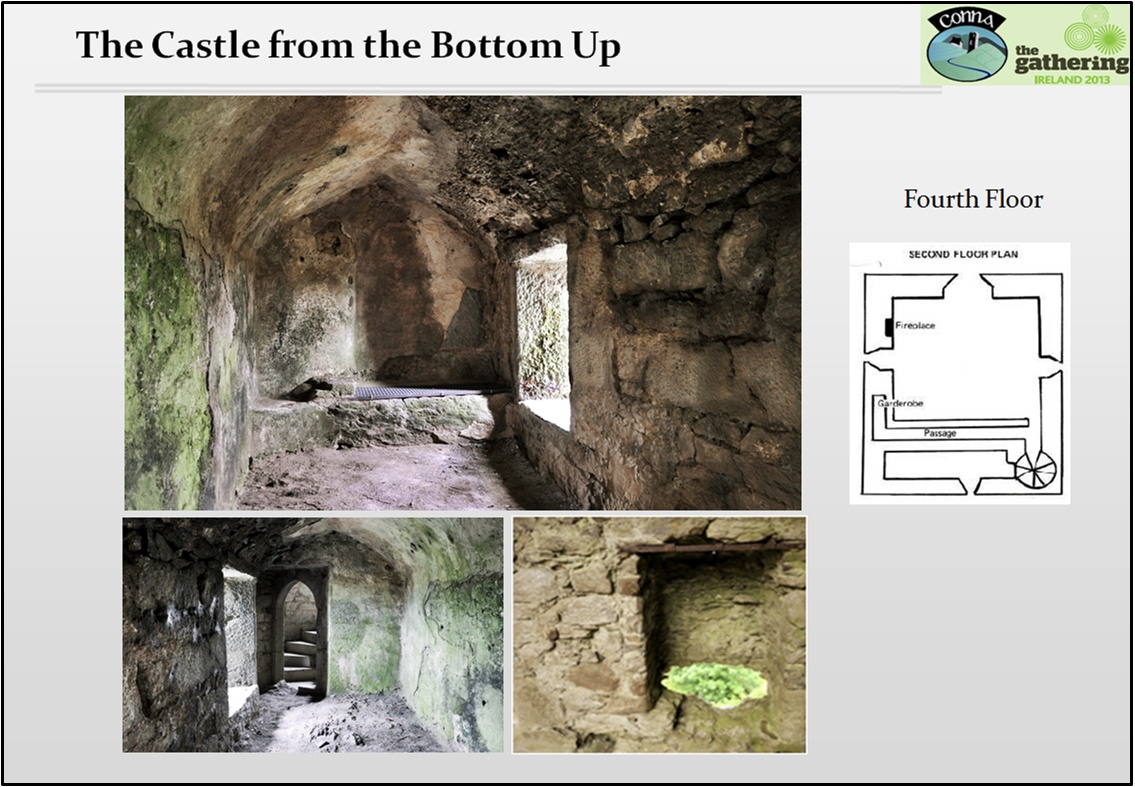 The Castle from the Bottom Up
CONNA
the
gathering
IRELAND 2013
Fourth Floor
SECOND FLOOR PLAN
Fireplace
Garderobe
Passage